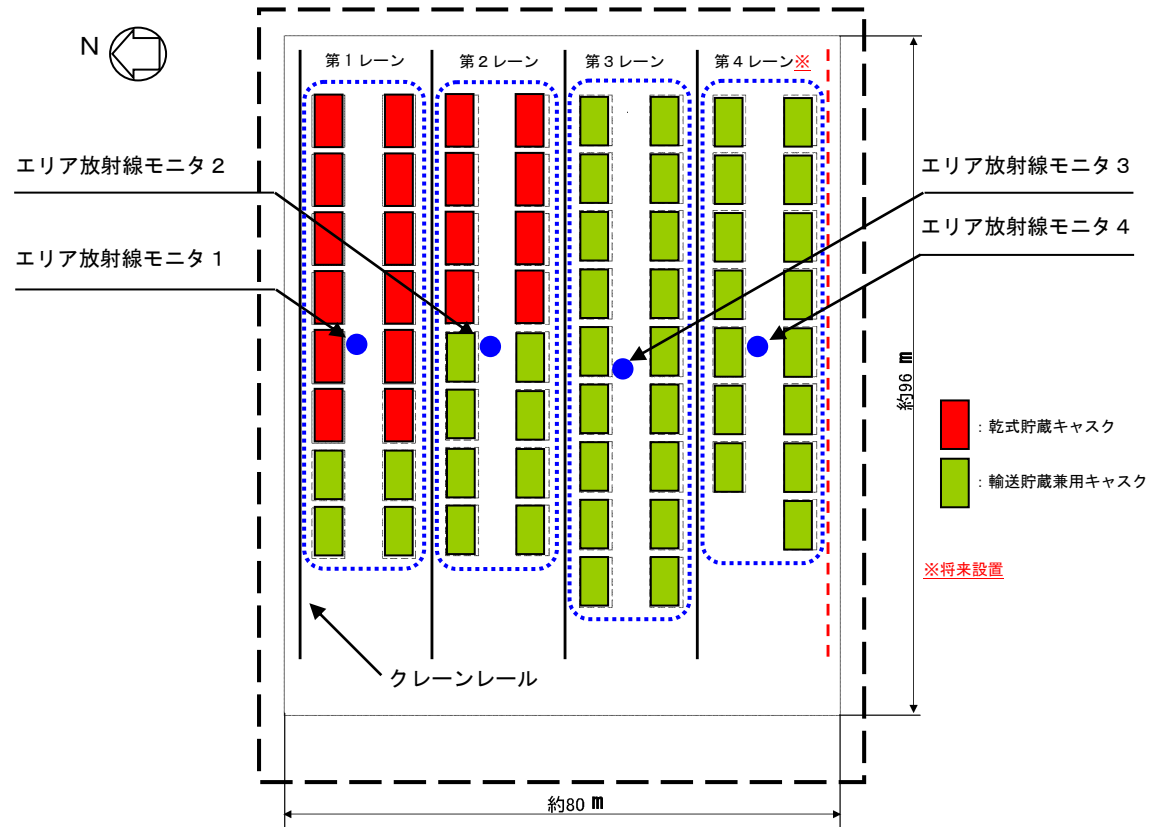 N
第1レーン
第2レーン
第3レーン
第4レーン※
エリア放射線モニタ2
エリア放射線モニタ1
エリア放射線モニタ3
エリア放射線モニタ4
約96 m
：乾式貯蔵キャスク
：輸送貯蔵兼用キャスク
※将来設置
クレーンレール
約80 m